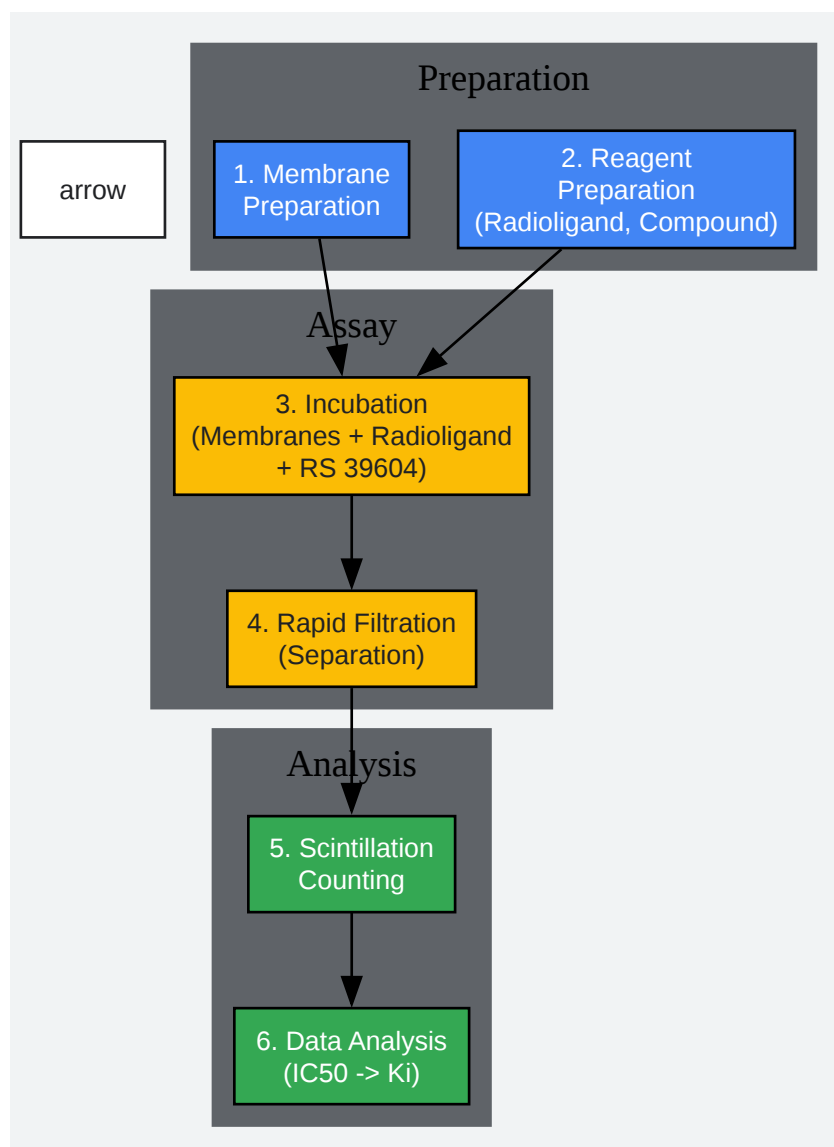 Preparation
arrow
1. Membrane
Preparation
2. Reagent
Preparation
(Radioligand, Compound)
Assay
3. Incubation
(Membranes + Radioligand
+ RS 39604)
4. Rapid Filtration
(Separation)
Analysis
5. Scintillation
Counting
6. Data Analysis
(IC50 -> Ki)